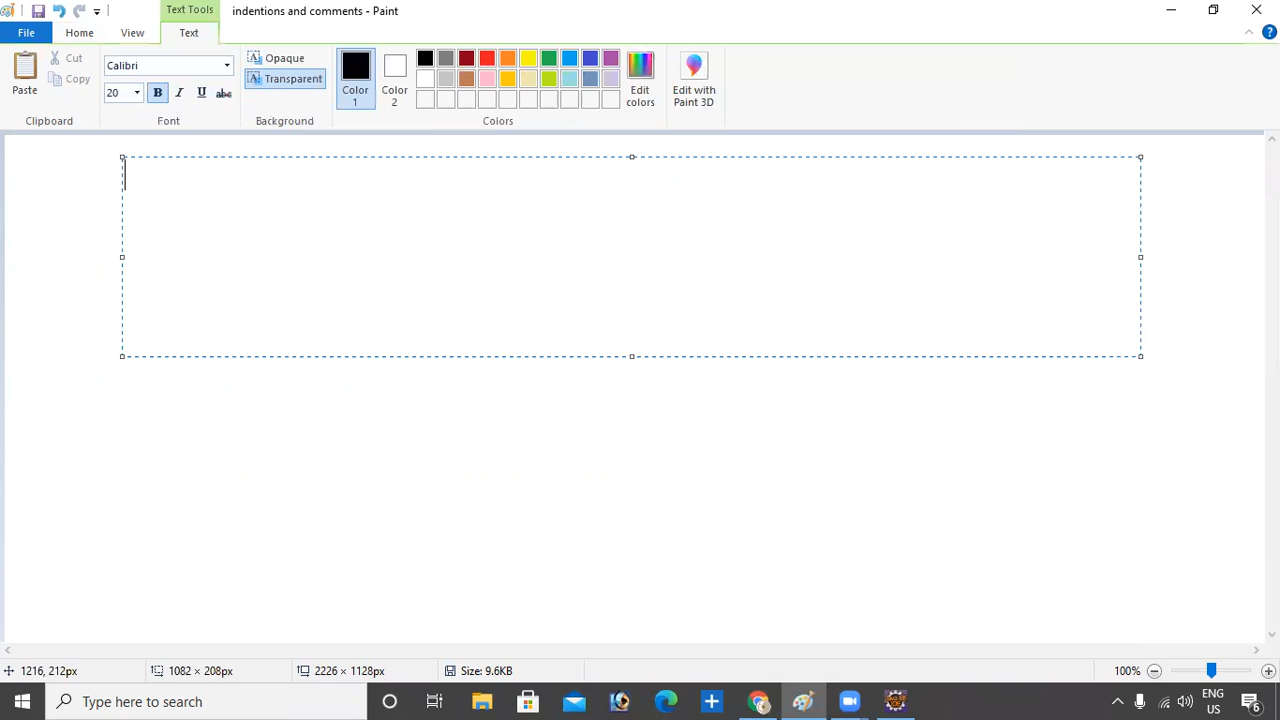 Text Tools
indentions and comments - Paint
File
Home
View
Text
Paste
Cut
Copy
Clipboard
Calibri
20
B
I
U
abc
Font
Opaque
Transparent
Background
Color
1
Color
2
Edit
colors
Colors
Edit with
Paint 3D
1216, 212px
1082 × 208px
2226 × 1128px
Size: 9.6KB
100%
Type here to search
ENG
US
6